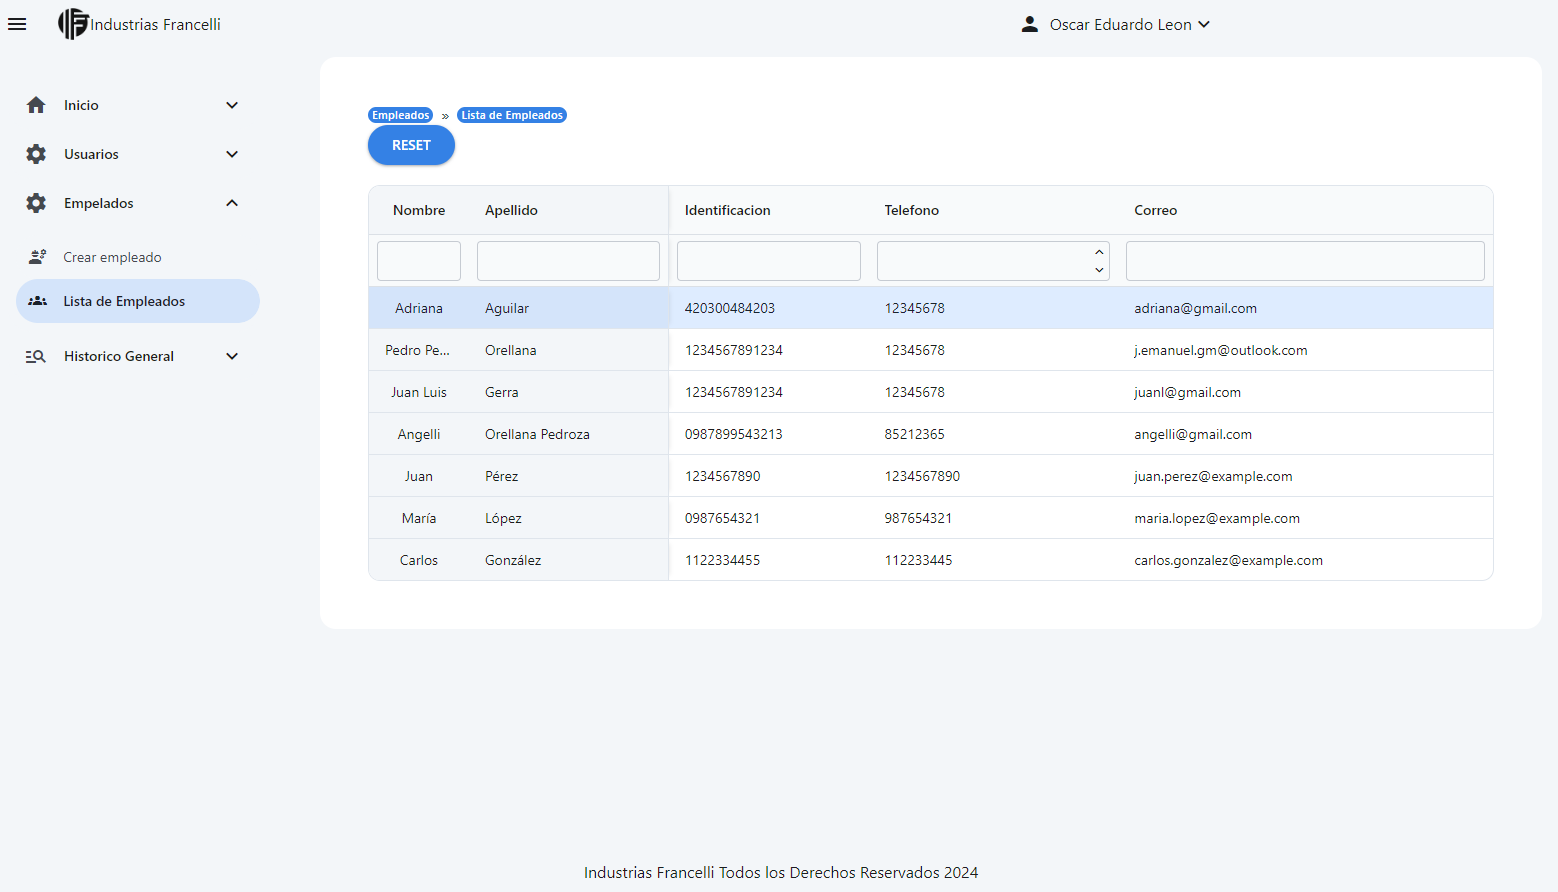 Industrias Francelli
Oscar Eduardo Leon
Inicio
Usuarios
Empelados
Crear empleado
Lista de Empleados
Historico General
Empleados » Lista de Empleados
RESET
Nombre Apellido Identificacion Telefono Correo
Adriana Aguilar 420300484203 12345678 adriana@gmail.com
Pedro Pe... Orellana 1234567891234 12345678 j.emanuel.gm@outlook.com
Juan Luis Gerra 1234567891234 12345678 juanl@gmail.com
Angelli Orellana Pedroza 0987899543213 85212365 angelli@gmail.com
Juan Pérez 1234567890 1234567890 juan.perez@example.com
María López 0987654321 987654321 maria.lopez@example.com
Carlos González 1122334455 112233445 carlos.gonzalez@example.com
Industrias Francelli Todos los Derechos Reservados 2024